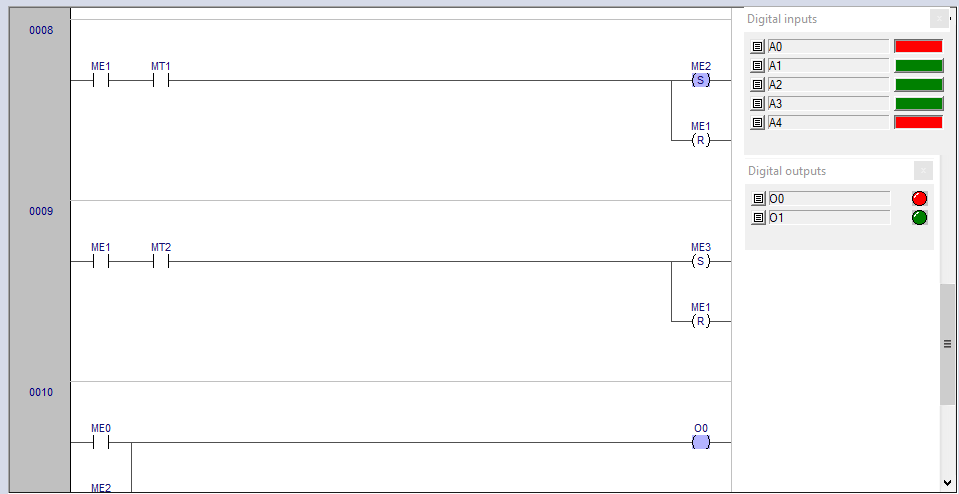 0008
ME1 MT1 ME2
S
ME1
R
0009
ME1 MT2 ME3
S
ME1
R
0010
ME0 O0
ME2
Digital inputs
A0
A1
A2
A3
A4
Digital outputs
O0
O1